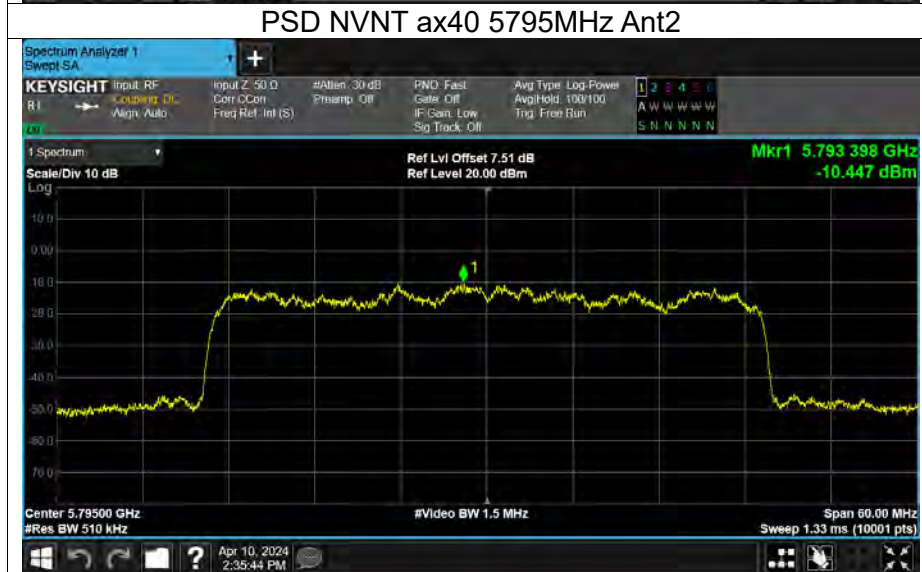 PSD NVNT ax40 5795MHz Ant2
Spectrum Analyzer 1
Swept SA
+
KEYSIGHT Input: RF Input Z: 50 Ω #Atten: 30 dB PNO: Fast Avg Type: Log-Power 1 2 3 4 5 6
R L Coupling: DC Corr CCorr Preamp: Off Gate: Off Avg|Hold: 100/100 A W W W W W
Align: Auto Freq Ref: Int (S) IF Gain: Low Trig: Free Run
Sig Track: Off S N N N N N
1 Spectrum Ref Lvl Offset 7.51 dB Mkr1 5.793 398 GHz
Scale/Div 10 dB Ref Level 20.00 dBm -10.447 dBm
Log
10.0
0.00
-10.0
-20.0
-30.0
-40.0
-50.0
-60.0
-70.0
1
Center 5.79500 GHz #Video BW 1.5 MHz Span 60.00 MHz
#Res BW 510 kHz Sweep 1.33 ms (10001 pts)
? Apr 10, 2024
2:35:44 PM